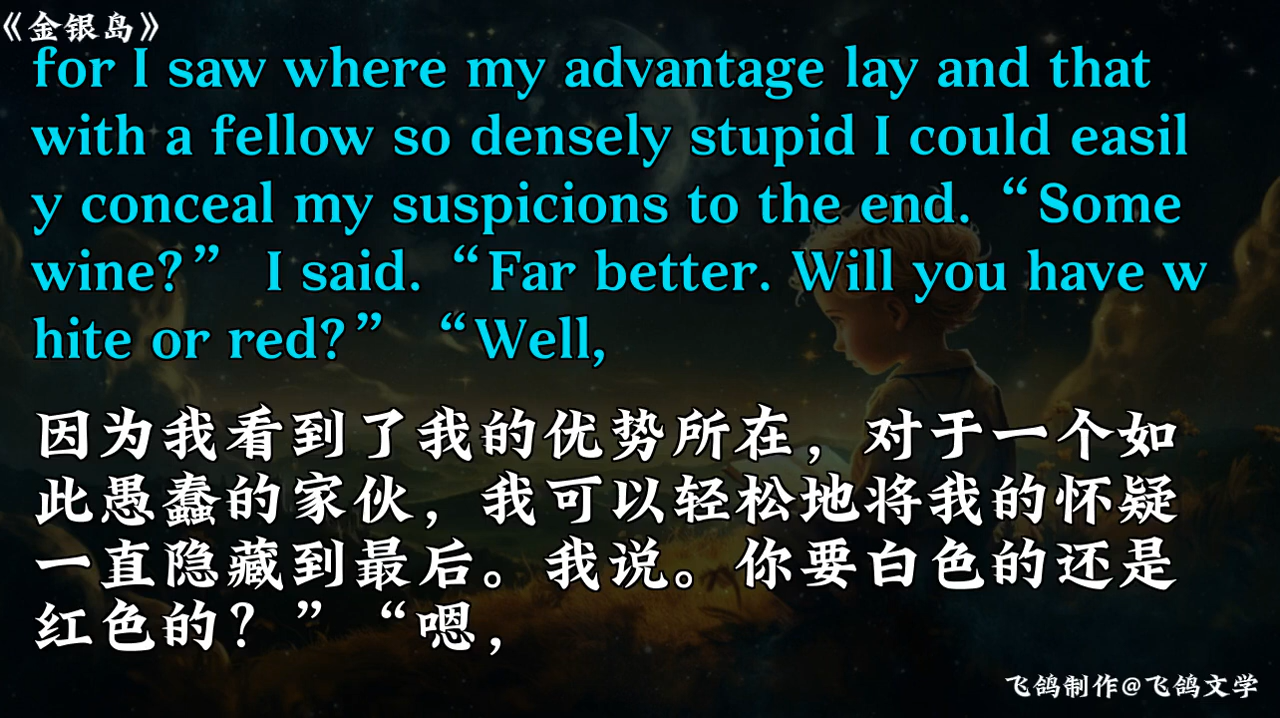 《金银岛》
for I saw where my advantage lay and that
with a fellow so densely stupid I could easil
y conceal my suspicions to the end. “Some
wine?” I said. “Far better. Will you have w
hite or red?” “Well,
因为我看到了我的优势所在，对于一个如
此愚蠢的家伙，我可以轻松地将我的怀疑
一直隐藏到最后。我说。你要白色的还是
红色的？”“嗯，
飞鸽制作@飞鸽文学